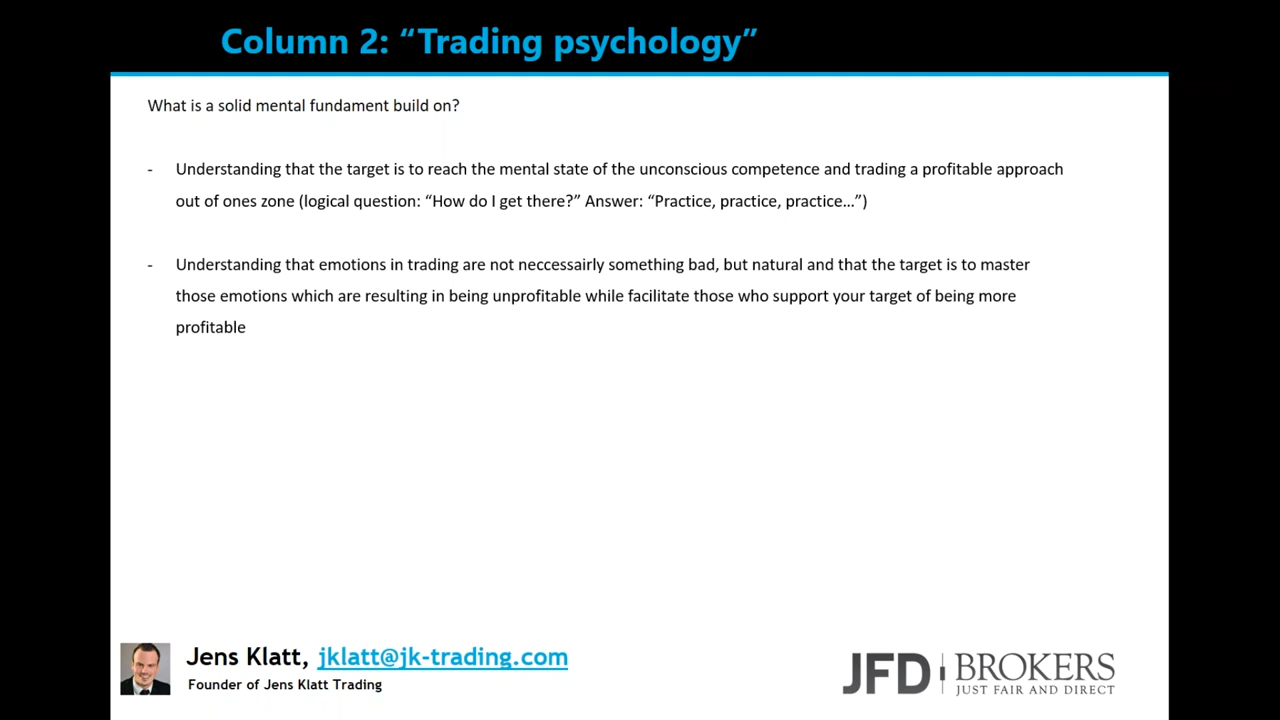 Column 2: “Trading psychology”
What is a solid mental fundament build on?
- Understanding that the target is to reach the mental state of the unconscious competence and trading a profitable approach
out of ones zone (logical question: “How do I get there?” Answer: “Practice, practice, practice…”)
- Understanding that emotions in trading are not neccessairly something bad, but natural and that the target is to master
those emotions which are resulting in being unprofitable while facilitate those who support your target of being more
profitable
Jens Klatt, jklatt@jk-trading.com
Founder of Jens Klatt Trading
JFD BROKERS
JUST FAIR AND DIRECT